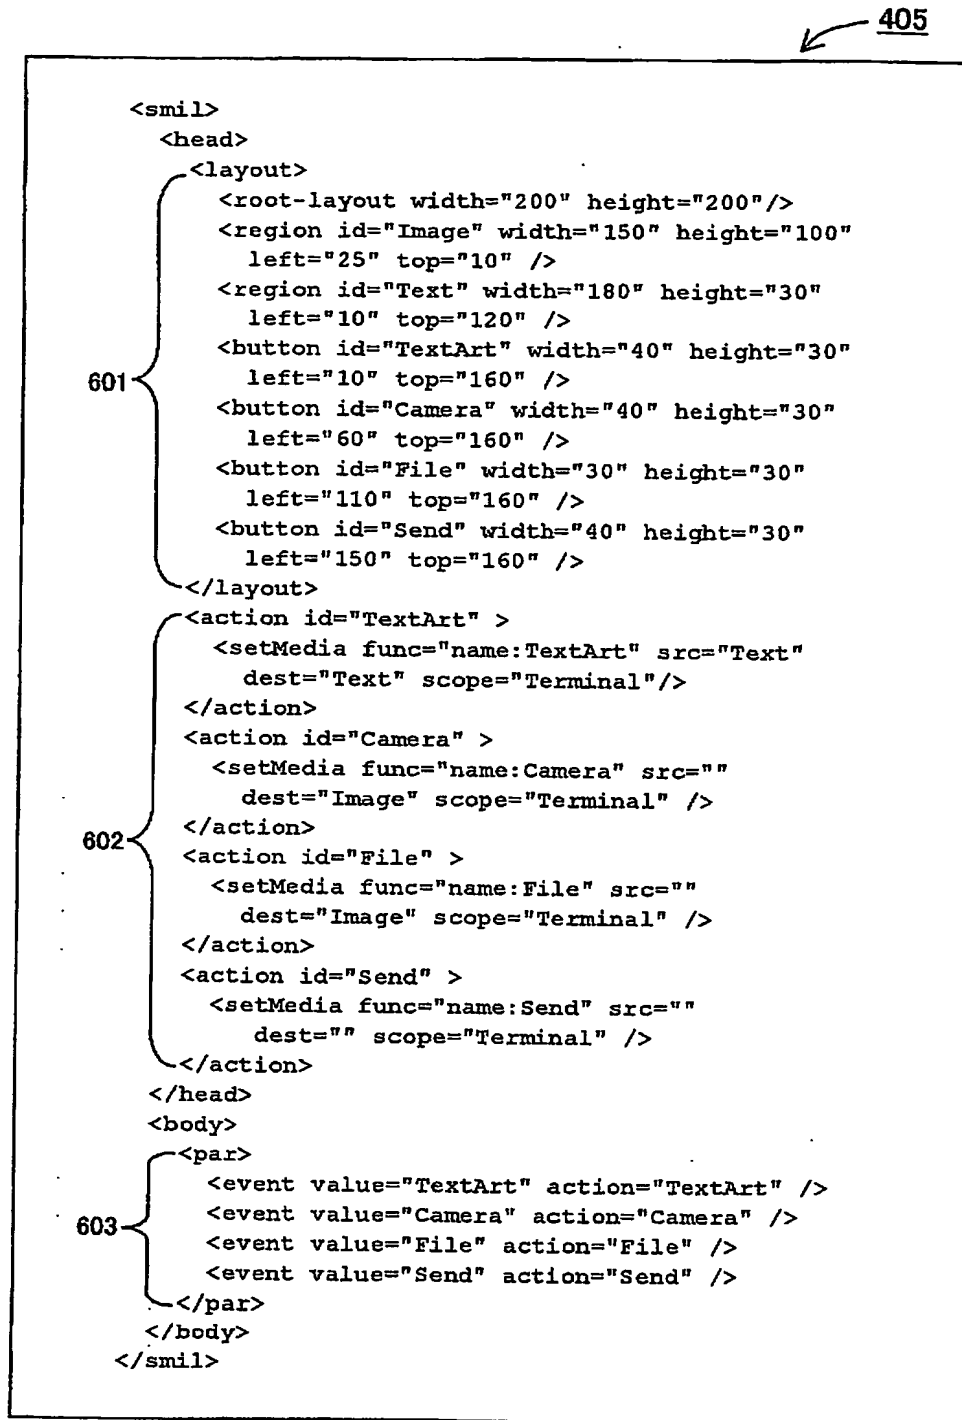 405
<smil>
<head>
<layout>
<root-layout width="200" height="200"/>
<region id="Image" width="150" height="100"
left="25" top="10" />
<region id="Text" width="180" height="30"
left="10" top="120" />
<button id="TextArt" width="40" height="30"
left="10" top="160" />
601
<button id="Camera" width="40" height="30"
left="60" top="160" />
<button id="File" width="30" height="30"
left="110" top="160" />
<button id="Send" width="40" height="30"
left="150" top="160" />
</layout>
<action id="TextArt" >
<setMedia func="name:TextArt" src="Text"
dest="Text" scope="Terminal"/>
</action>
<action id="Camera" >
<setMedia func="name:Camera" src=""
dest="Image" scope="Terminal" />
</action>
602
<action id="File" >
<setMedia func="name:File" src=""
dest="Image" scope="Terminal" />
</action>
<action id="Send" >
<setMedia func="name:Send" src=""
dest="" scope="Terminal" />
</action>
</head>
<body>
<par>
<event value="TextArt" action="TextArt" />
<event value="Camera" action="Camera" />
603
<event value="File" action="File" />
<event value="Send" action="Send" />
</par>
</body>
</smil>